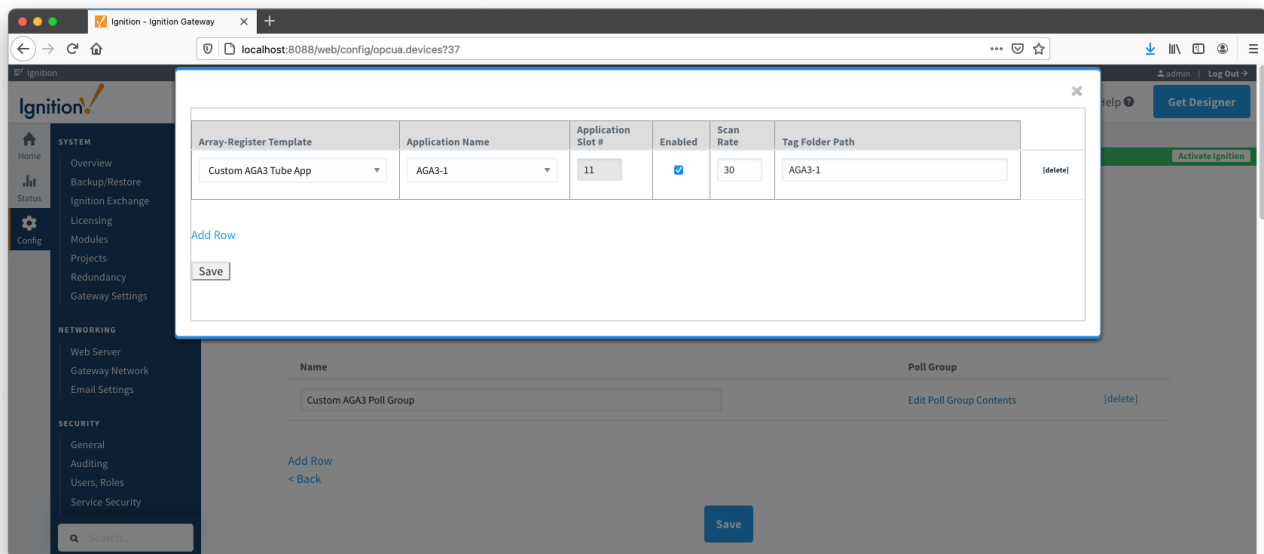 Ignition - Ignition Gateway
localhost:8088/web/config/opcua.devices?37
Ignition
admin | Log Out
Ignition!
Help
Get Designer
Activate Ignition
Home
Status
Config
SYSTEM
Overview
Backup/Restore
Ignition Exchange
Licensing
Modules
Projects
Redundancy
Gateway Settings
NETWORKING
Web Server
Gateway Network
Email Settings
SECURITY
General
Auditing
Users, Roles
Service Security
Search...
Array-Register Template Application Name Application Slot # Enabled Scan Rate Tag Folder Path
Custom AGA3 Tube App AGA3-1 11 30 AGA3-1 [delete]
Add Row
Save
Name Poll Group
Custom AGA3 Poll Group Edit Poll Group Contents [delete]
Add Row
< Back
Save